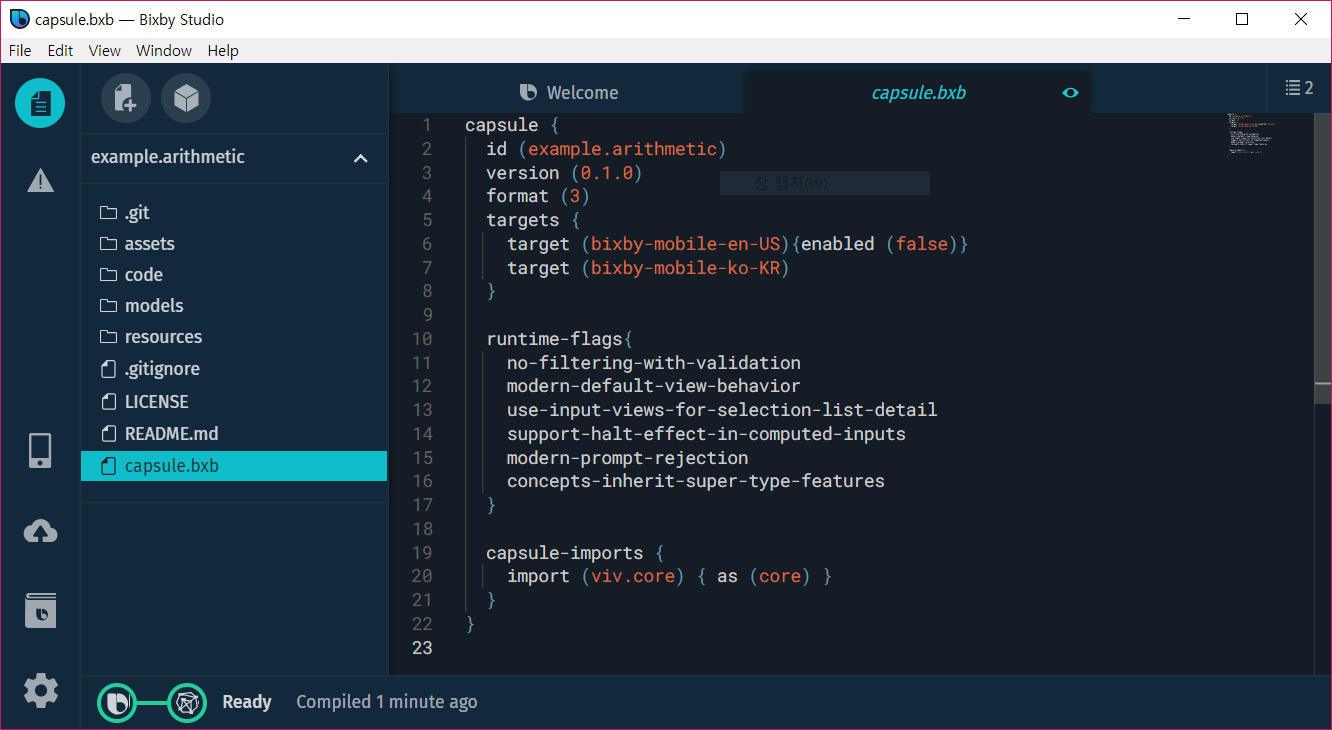 capsule.bxb — Bixby Studio
File Edit View Window Help
Welcome
capsule.bxb
2
example.arithmetic
.git
assets
code
models
resources
.gitignore
LICENSE
README.md
capsule.bxb
1 capsule {
2 id (example.arithmetic)
3 version (0.1.0)
창 캡처(W)
4 format (3)
5 targets {
6 target (bixby-mobile-en-US){enabled (false)}
7 target (bixby-mobile-ko-KR)
8 }
9
10 runtime-flags{
11 no-filtering-with-validation
12 modern-default-view-behavior
13 use-input-views-for-selection-list-detail
14 support-halt-effect-in-computed-inputs
15 modern-prompt-rejection
16 concepts-inherit-super-type-features
17 }
18
19 capsule-imports {
20 import (viv.core) { as (core) }
21 }
22 }
23
Ready Compiled 1 minute ago